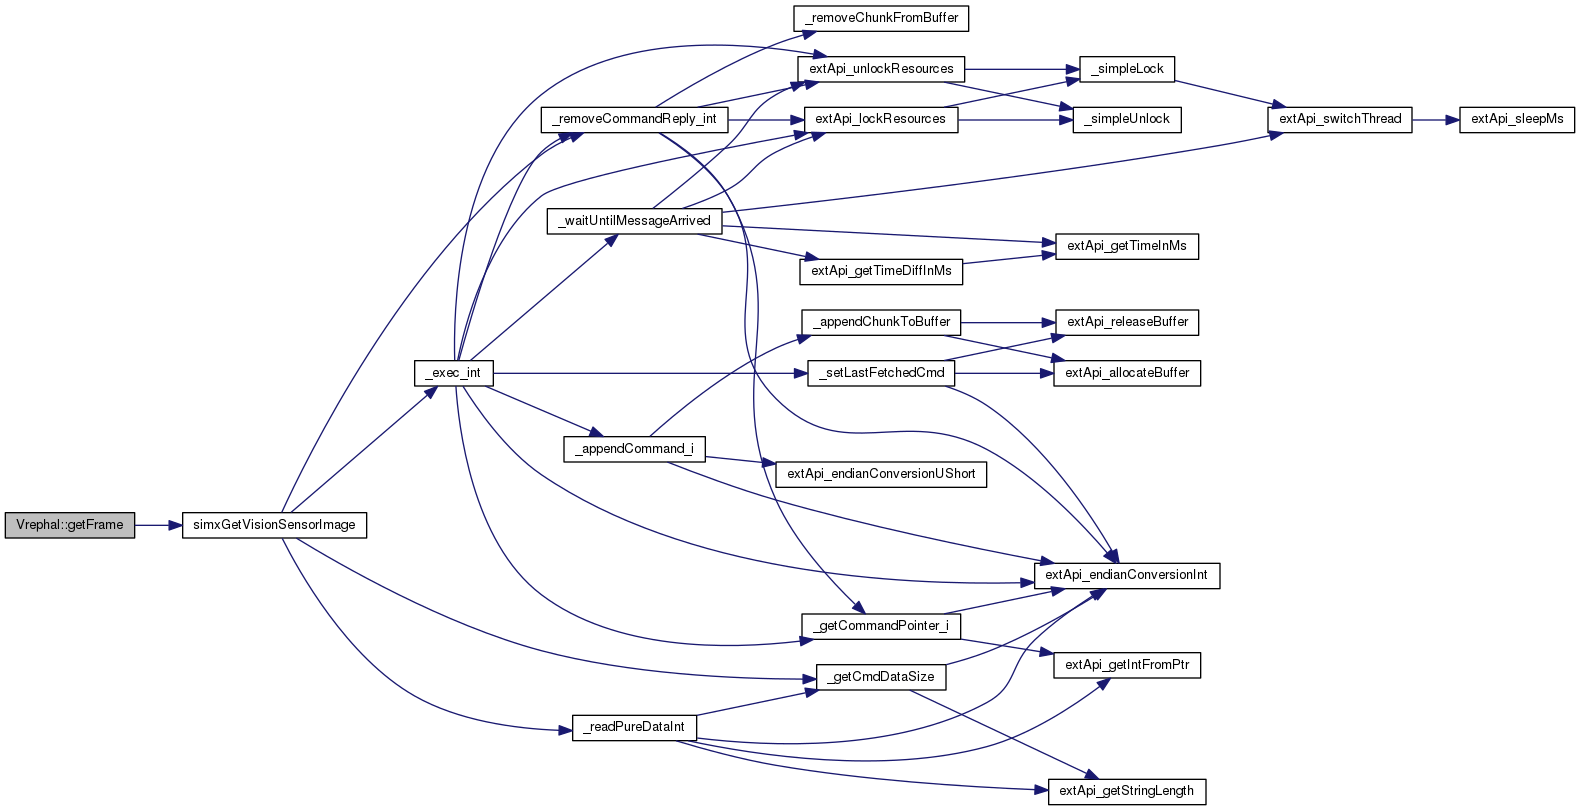 _removeChunkFromBuffer
extApi_unlockResources
_simpleLock
_removeCommandReply_int
extApi_lockResources
_simpleUnlock
extApi_switchThread
extApi_sleepMs
_waitUntilMessageArrived
extApi_getTimeInMs
extApi_getTimeDiffInMs
_appendChunkToBuffer
extApi_releaseBuffer
_exec_int
_setLastFetchedCmd
extApi_allocateBuffer
_appendCommand_i
extApi_endianConversionUShort
Vrephal::getFrame
simxGetVisionSensorImage
extApi_endianConversionInt
_getCommandPointer_i
extApi_getIntFromPtr
_getCmdDataSize
_readPureDataInt
extApi_getStringLength